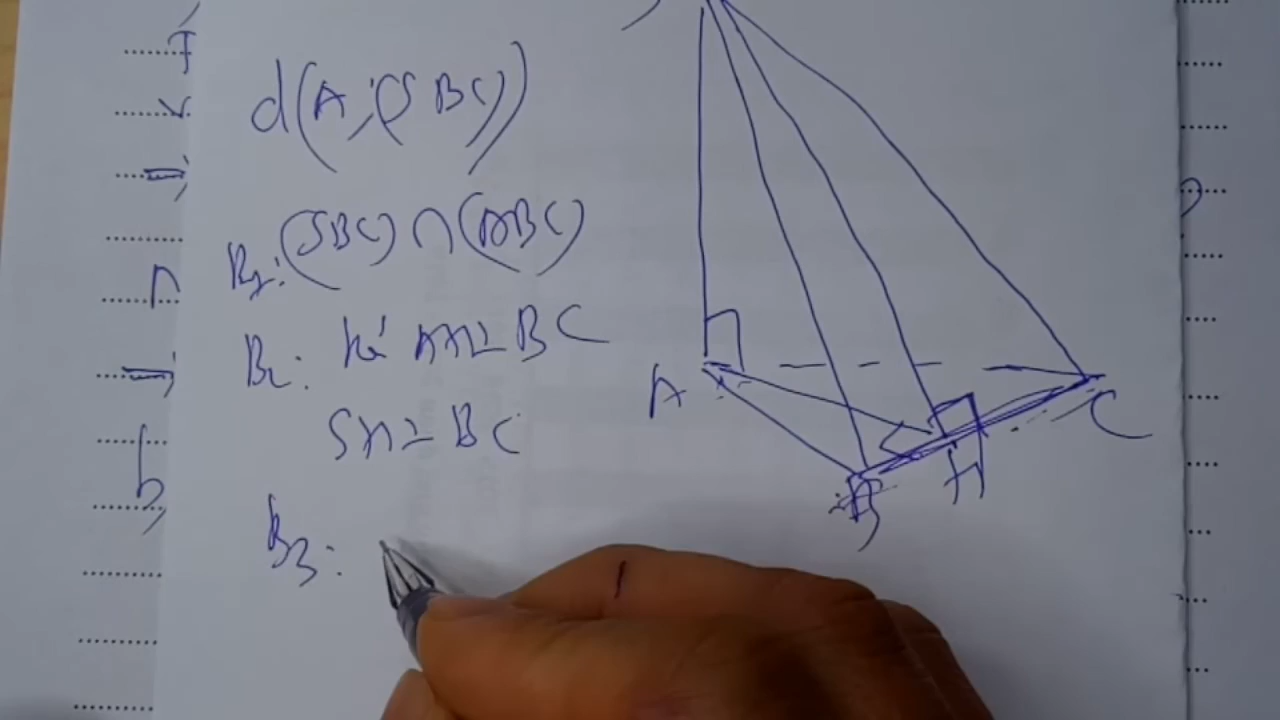 d(A;(SBC))
B1: (SBC) ∩ (ABC)
B2: kẻ AH ⊥ BC
SH ⊥ BC
B3:
S
A
B
H
C